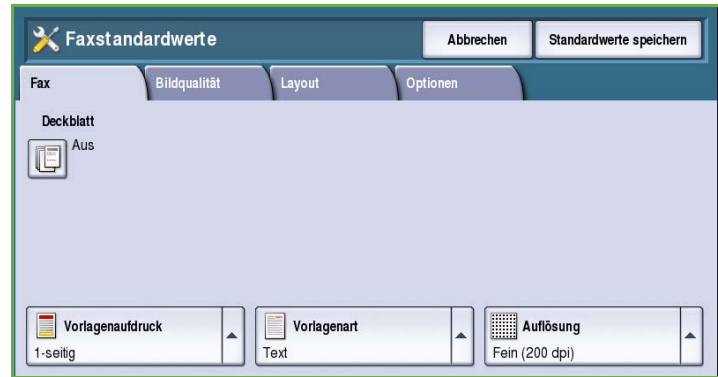 Faxstandardwerte
Abbrechen
Standardwerte speichern
Fax
Bildqualität
Layout
Optionen
Deckblatt
Aus
Vorlagenaufdruck
1-seitig
Vorlagenart
Text
Auflösung
Fein (200 dpi)